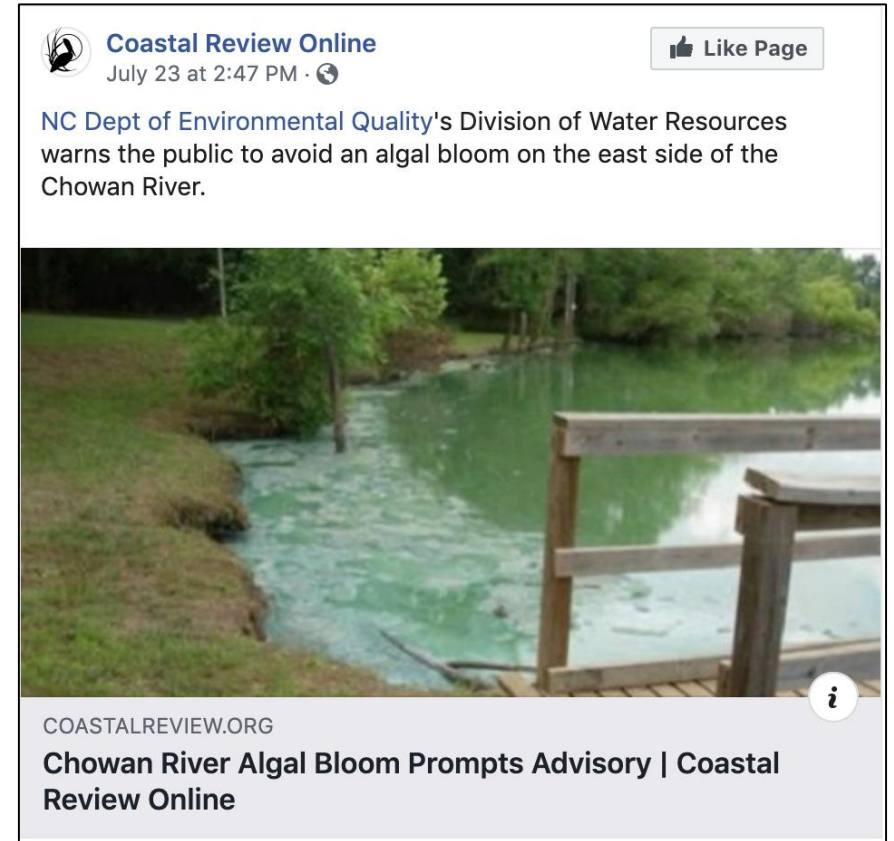 Coastal Review Online
Like Page
July 23 at 2:47 PM ·
NC Dept of Environmental Quality's Division of Water Resources
warns the public to avoid an algal bloom on the east side of the
Chowan River.
i
COASTALREVIEW.ORG
Chowan River Algal Bloom Prompts Advisory | Coastal
Review Online